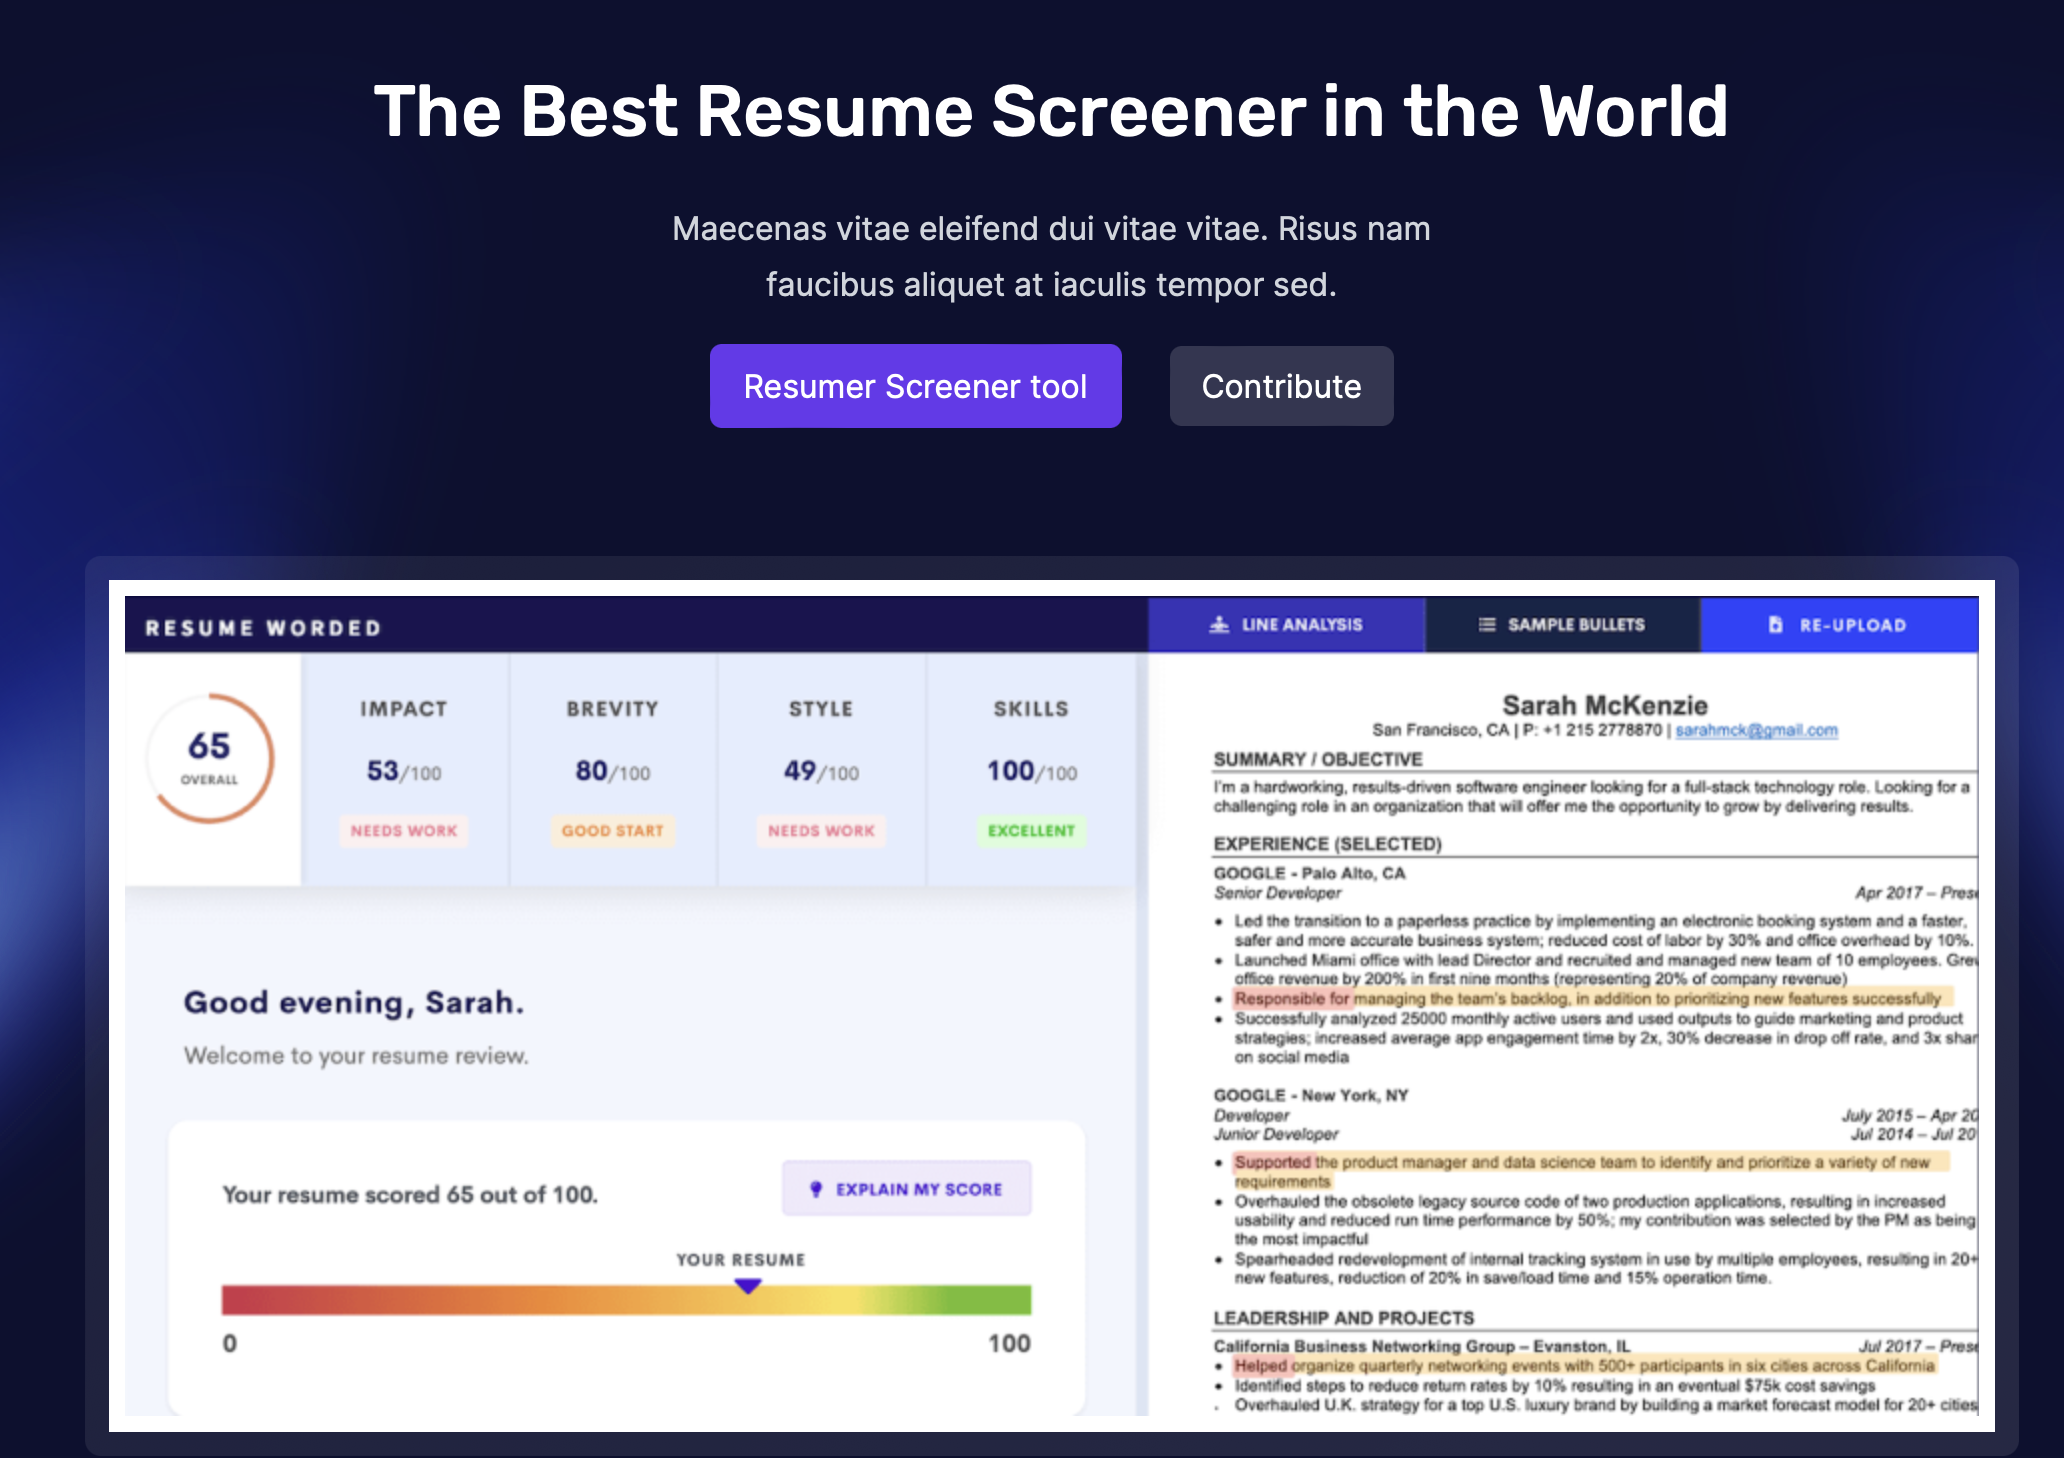 The Best Resume Screener in the World
Maecenas vitae eleifend dui vitae vitae. Risus nam
faucibus aliquet at iaculis tempor sed.
Resumer Screener tool
Contribute
RESUME WORDED
LINE ANALYSIS
SAMPLE BULLETS
RE-UPLOAD
65
OVERALL
IMPACT
53/100
NEEDS WORK
BREVITY
80/100
GOOD START
STYLE
49/100
NEEDS WORK
SKILLS
100/100
EXCELLENT
Good evening, Sarah.
Welcome to your resume review.
Your resume scored 65 out of 100.
EXPLAIN MY SCORE
YOUR RESUME
0
100
Sarah McKenzie
San Francisco, CA | P: +1 215 2778870 | sarahmck@gmail.com
SUMMARY / OBJECTIVE
I'm a hardworking, results-driven software engineer looking for a full-stack technology role. Looking for a
challenging role in an organization that will offer me the opportunity to grow by delivering results.
EXPERIENCE (SELECTED)
GOOGLE - Palo Alto, CA
Senior Developer Apr 2017 – Prese
• Led the transition to a paperless practice by implementing an electronic booking system and a faster,
safer and more accurate business system; reduced cost of labor by 30% and office overhead by 10%.
• Launched Miami office with lead Director and recruited and managed new team of 10 employees. Grew
office revenue by 200% in first nine months (representing 20% of company revenue)
• Responsible for managing the team's backlog, in addition to prioritizing new features successfully
• Successfully analyzed 25000 monthly active users and used outputs to guide marketing and product
strategies; increased average app engagement time by 2x, 30% decrease in drop off rate, and 3x shar
on social media
GOOGLE - New York, NY
Developer July 2015 – Apr 20
Junior Developer Jul 2014 – Jul 20
• Supported the product manager and data science team to identify and prioritize a variety of new
requirements
• Overhauled the obsolete legacy source code of two production applications, resulting in increased
usability and reduced run time performance by 50%; my contribution was selected by the PM as being
the most impactful
• Spearheaded redevelopment of internal tracking system in use by multiple employees, resulting in 20+
new features, reduction of 20% in save/load time and 15% operation time.
LEADERSHIP AND PROJECTS
California Business Networking Group – Evanston, IL Jul 2017 – Prese
• Helped organize quarterly networking events with 500+ participants in six cities across California
• Identified steps to reduce return rates by 10% resulting in an eventual $75k cost savings
. Overhauled U.K. strategy for a top U.S. luxury brand by building a market forecast model for 20+ cities